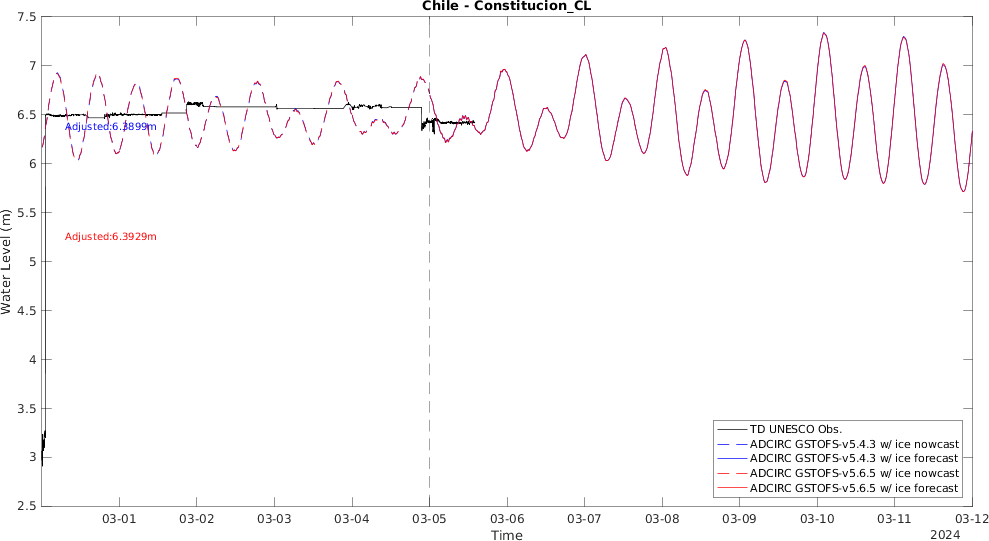 Chile - Constitucion_CL
7.5
7
6.5
6
5.5
5
4.5
4
3.5
3
2.5
Water Level (m)
Adjusted:6.3899m
Adjusted:6.3929m
TD UNESCO Obs.
ADCIRC GSTOFS-v5.4.3 w/ ice nowcast
ADCIRC GSTOFS-v5.4.3 w/ ice forecast
ADCIRC GSTOFS-v5.6.5 w/ ice nowcast
ADCIRC GSTOFS-v5.6.5 w/ ice forecast
03-01 03-02 03-03 03-04 03-05 03-06 03-07 03-08 03-09 03-10 03-11 03-12
Time
2024